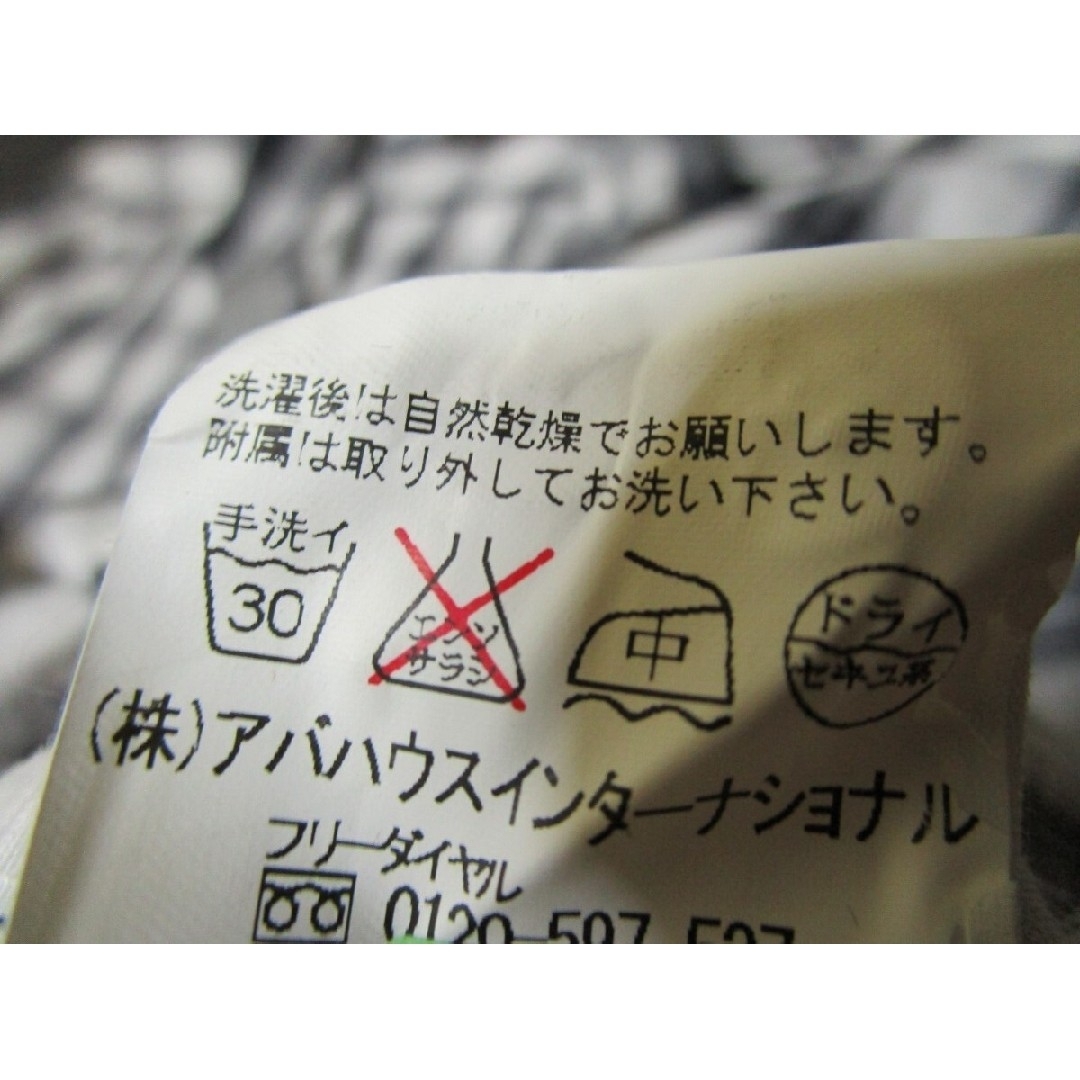 洗濯後は自然乾燥でお願いします。
附属は取り外してお洗い下さい。
手洗イ
30
エンソ
サラシ
中
ドライ
セキユ系
(株)アバハウスインターナショナル
フリーダイヤル
0120-597-527